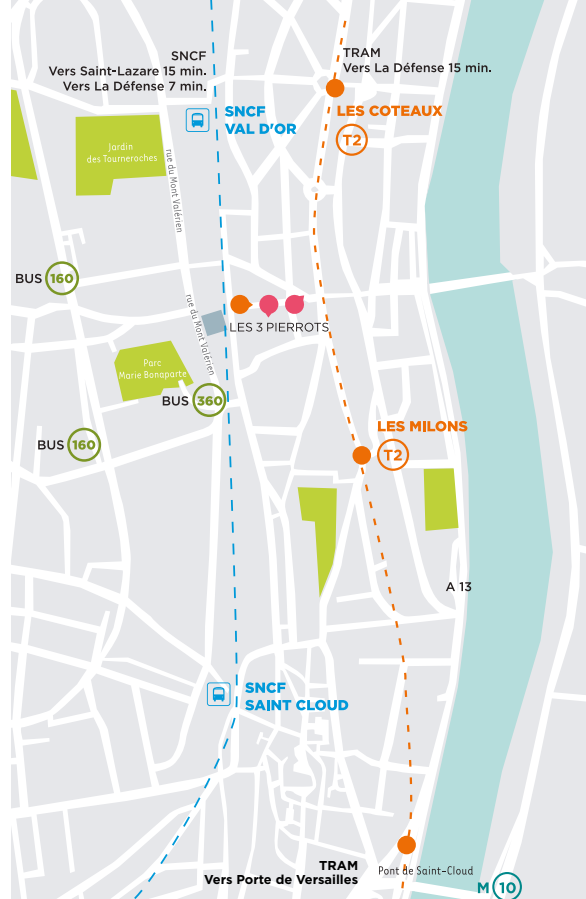 SNCF
Vers Saint-Lazare 15 min.
Vers La Défense 7 min.
TRAM
Vers La Défense 15 min.
SNCF
VAL D'OR
LES COTEAUX
T2
Jardin
des Tourneroches
rue du Mont Valérien
BUS 160
rue du Mont Valérien
LES 3 PIERROTS
Parc
Marie Bonaparte
BUS 360
LES MILONS
T2
BUS 160
A 13
SNCF
SAINT CLOUD
TRAM
Vers Porte de Versailles
Pont de Saint-Cloud
M 10